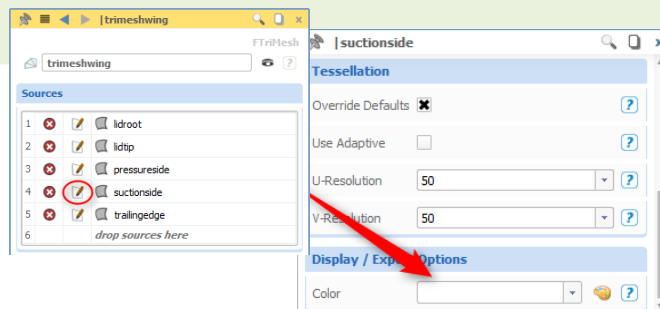 |trimeshwing
FTriMesh
trimeshwing
?
Sources
1 lidroot
2 lidtip
3 pressureside
4 suctionside
5 trailingedge
6 drop sources here
|suctionside
Tessellation
Override Defaults ?
Use Adaptive ?
U-Resolution 50 ?
V-Resolution 50 ?
Display / Export Options
Color ?